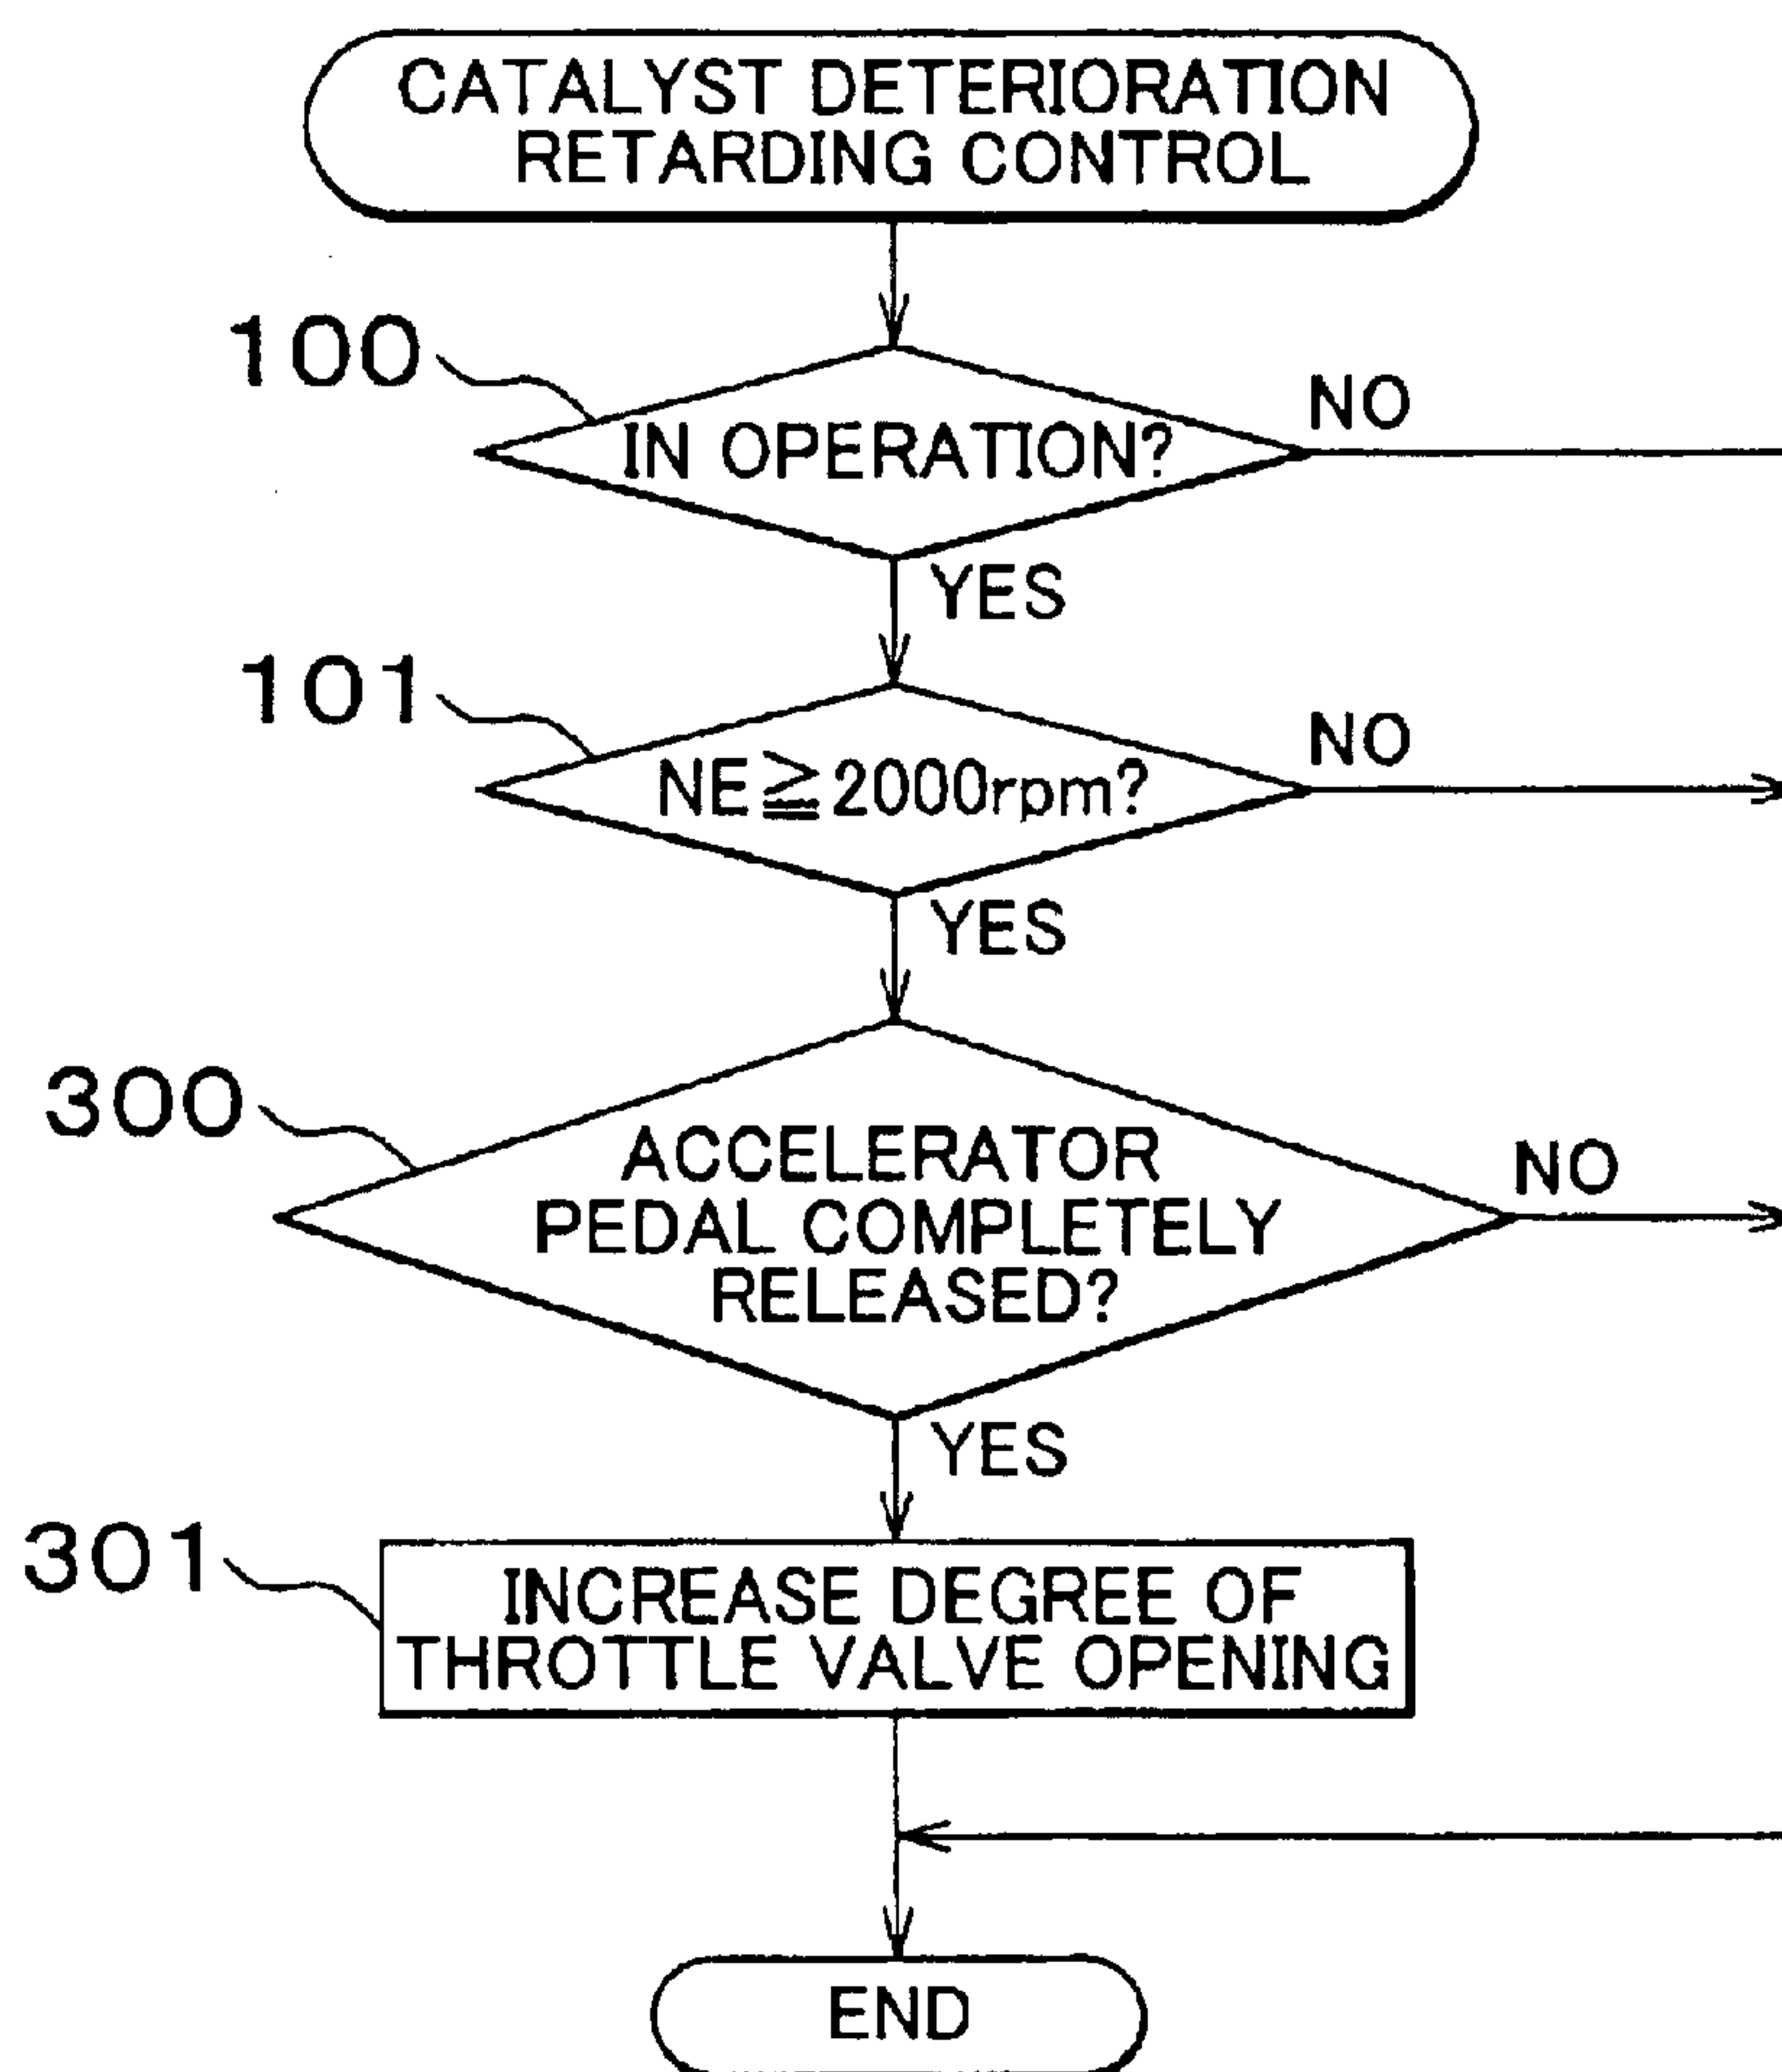 CATALYST DETERIORATION
RETARDING CONTROL
100
IN OPERATION?
NO
YES
101
NE≧2000rpm?
NO
YES
300
ACCELERATOR
PEDAL COMPLETELY
RELEASED?
NO
YES
301
INCREASE DEGREE OF
THROTTLE VALVE OPENING
END